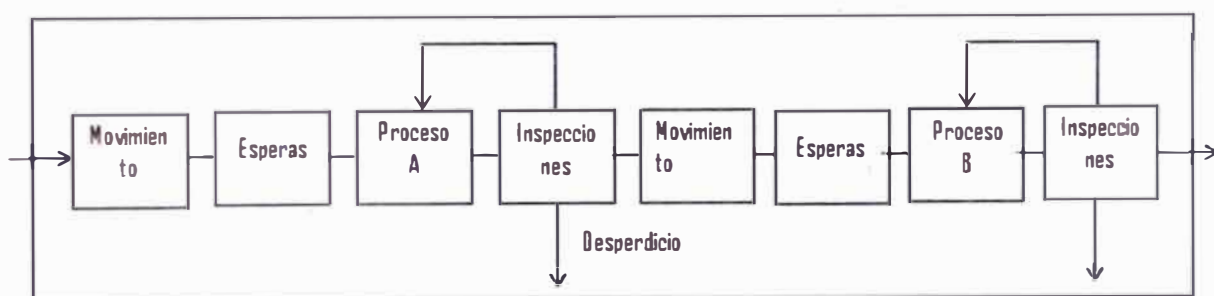 Movimien
to
Esperas
Proceso
A
Inspeccio
nes
Movimien
to
Esperas
Proceso
B
Inspeccio
nes
Desperdicio